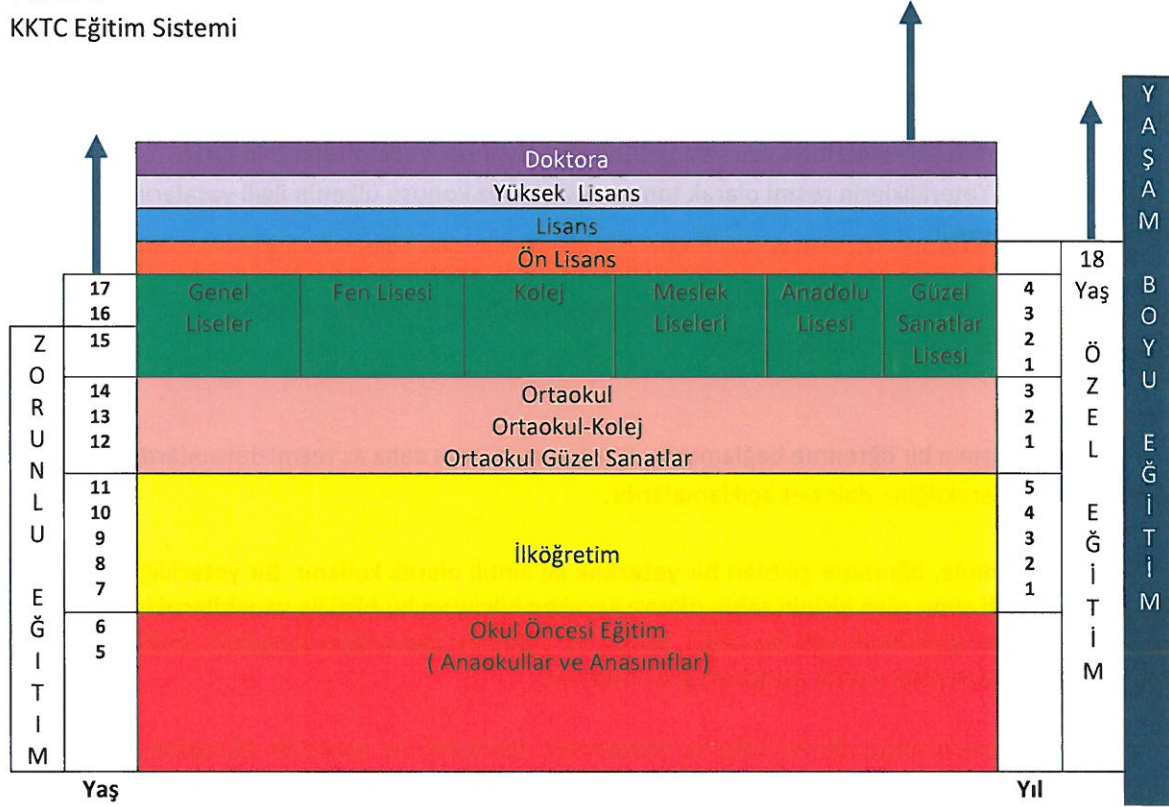 KKTC Eğitim Sistemi
Doktora
Yüksek Lisans
Lisans
Ön Lisans
17
16
15
Genel
Liseler
Fen Lisesi
Kolej
Meslek
Liseleri
Anadolu
Lisesi
Güzel
Sanatlar
Lisesi
4
3
2
1
14
13
12
Ortaokul
Ortaokul-Kolej
Ortaokul Güzel Sanatlar
3
2
1
11
10
9
8
7
İlköğretim
5
4
3
2
1
6
5
Okul Öncesi Eğitim
( Anaokullar ve Anasınıflar)
ZORUNLU EĞITIM
18
Yaş
ÖZEL EĞİTİM
YAŞAM BOYU EĞİTİM
Yaş
Yıl